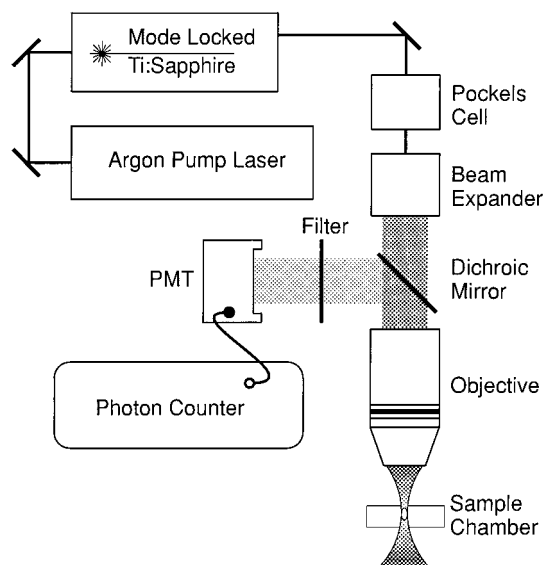 Mode Locked
Ti:Sapphire
Pockels
Cell
Argon Pump Laser
Beam
Expander
Filter
PMT
Dichroic
Mirror
Objective
Photon Counter
Sample
Chamber